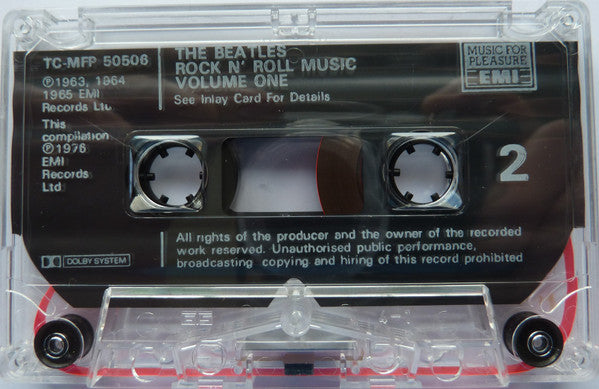 TC-MFP 50506
℗1963, 1964
1965 EMI
Records Ltd.
This
compilation
℗1976
EMI
Records
Ltd
THE BEATLES
ROCK N' ROLL MUSIC
VOLUME ONE
See Inlay Card For Details
MUSIC FOR
PLEASURE
EMI
2
All rights of the producer and the owner of the recorded
work reserved. Unauthorised public performance,
broadcasting copying and hiring of this record prohibited
DOLBY SYSTEM